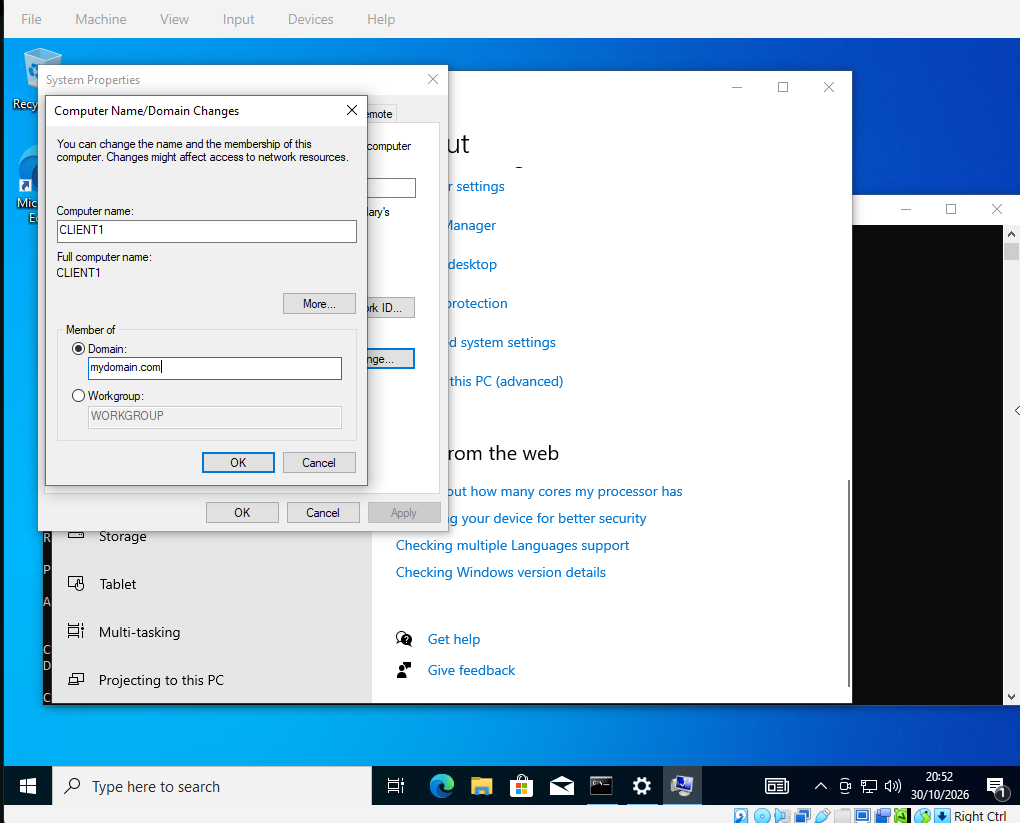 File Machine View Input Devices Help
System Properties
Computer Name/Domain Changes
You can change the name and the membership of this
computer. Changes might affect access to network resources.
Computer name:
CLIENT1
Full computer name:
CLIENT1
More...
Member of
Domain:
mydomain.com
Workgroup:
WORKGROUP
OK Cancel
emote
computer
ary's
rk ID...
nge...
OK Cancel Apply
Recy
Mic
Ed
ut
r settings
Manager
desktop
protection
d system settings
this PC (advanced)
rom the web
out how many cores my processor has
g your device for better security
Checking multiple Languages support
Checking Windows version details
Get help
Give feedback
Storage
Tablet
Multi-tasking
Projecting to this PC
R
P
A
C
D
C
Type here to search
20:52
30/10/2026
1
Right Ctrl